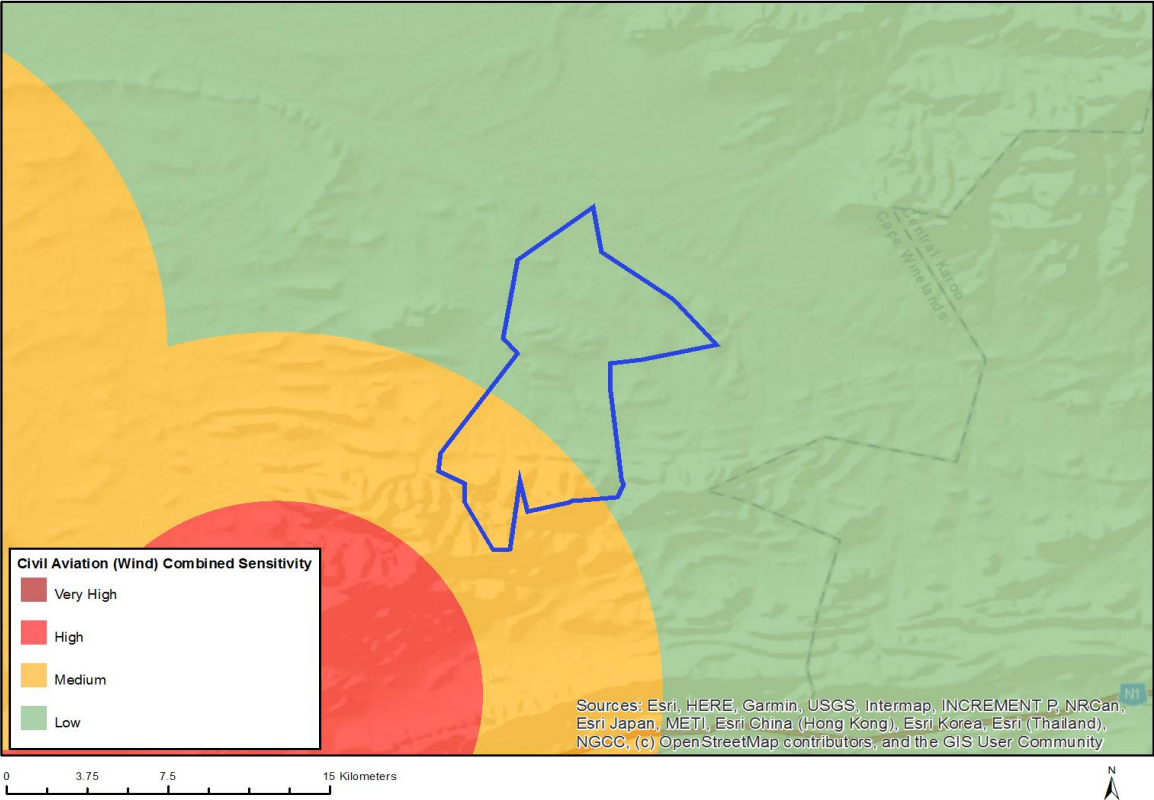 Central Karoo
Cape Winelands
Civil Aviation (Wind) Combined Sensitivity
Very High
High
Medium
Low
N1
Sources: Esri, HERE, Garmin, USGS, Intermap, INCREMENT P, NRCan,
Esri Japan, METI, Esri China (Hong Kong), Esri Korea, Esri (Thailand),
NGCC, (c) OpenStreetMap contributors, and the GIS User Community
0 3.75 7.5 15 Kilometers
N